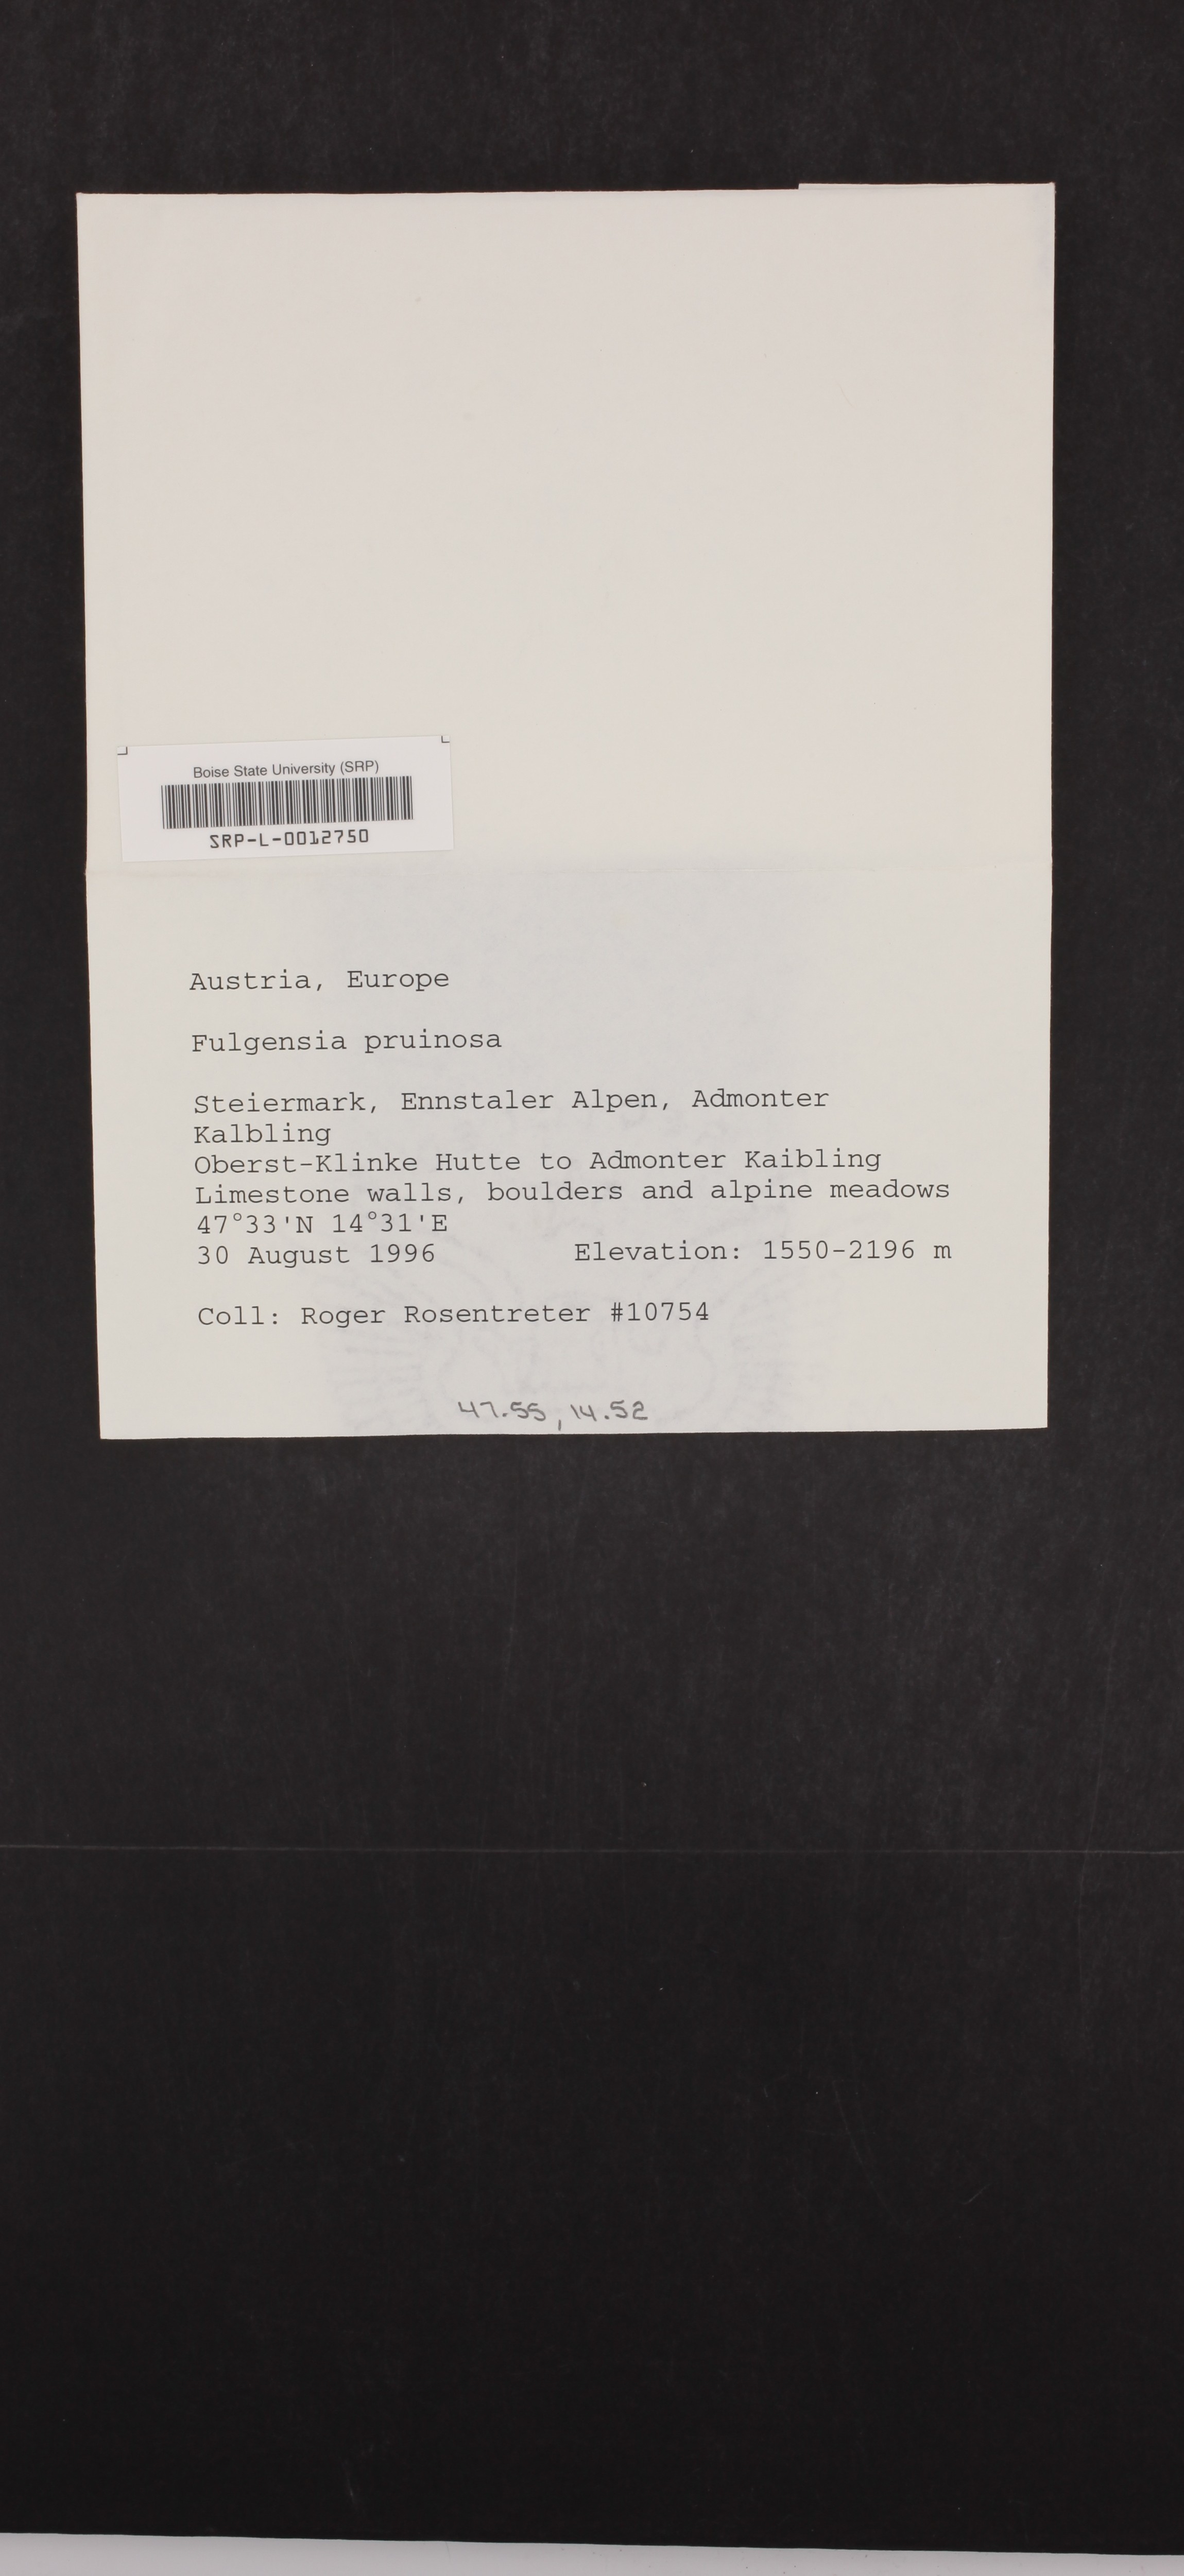 Boise State University (SRP)
SRP-L-0012750
Austria, Europe
Fulgensia pruinosa
Steiermark, Ennstaler Alpen, Admonter
Kalbling
Oberst-Klinke Hutte to Admonter Kaibling
Limestone walls, boulders and alpine meadows
47°33'N 14°31'E
30 August 1996 Elevation: 1550-2196 m
Coll: Roger Rosentreter #10754
47.55, 14.52